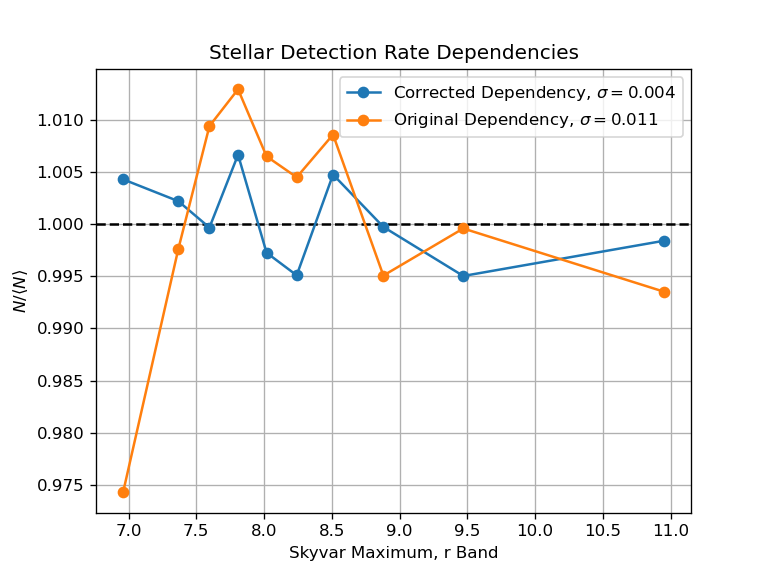 Stellar Detection Rate Dependencies
Corrected Dependency, σ = 0.004
Original Dependency, σ = 0.011
1.010
1.005
1.000
0.995
0.990
0.985
0.980
0.975
N/⟨N⟩
7.0 7.5 8.0 8.5 9.0 9.5 10.0 10.5 11.0
Skyvar Maximum, r Band